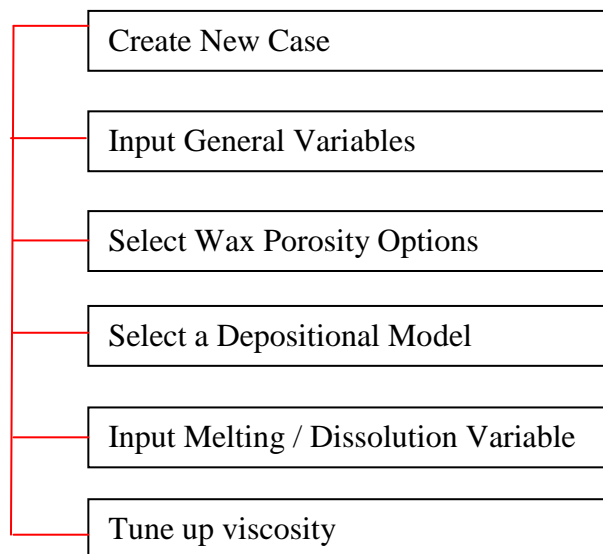 Create New Case
Input General Variables
Select Wax Porosity Options
Select a Depositional Model
Input Melting / Dissolution Variable
Tune up viscosity